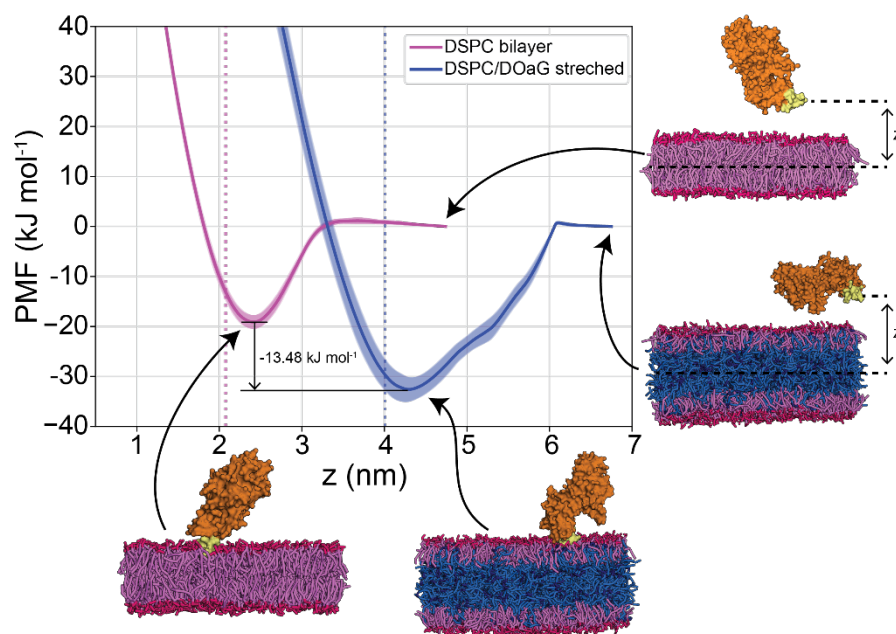 40
30
20
10
0
−10
−20
−30
−40
PMF (kJ mol⁻¹)
DSPC bilayer
DSPC/DOaG streched
-13.48 kJ mol⁻¹
1 2 3 4 5 6 7
z (nm)
z
z